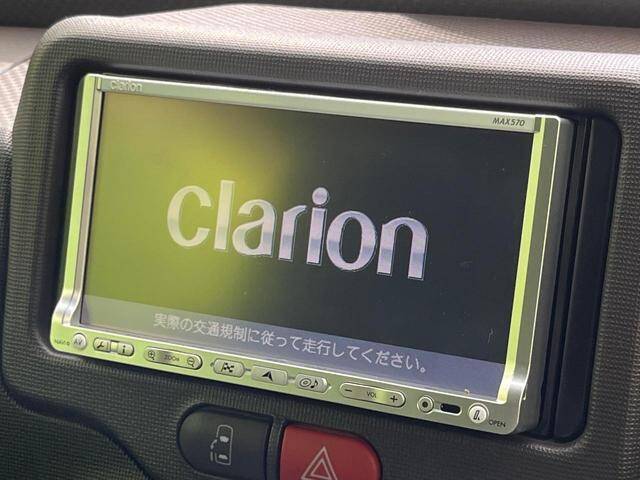 clarion
MAX570
clarion
実際の交通規制に従って走行してください。
NAVI AV ZOOM − VOL + OPEN